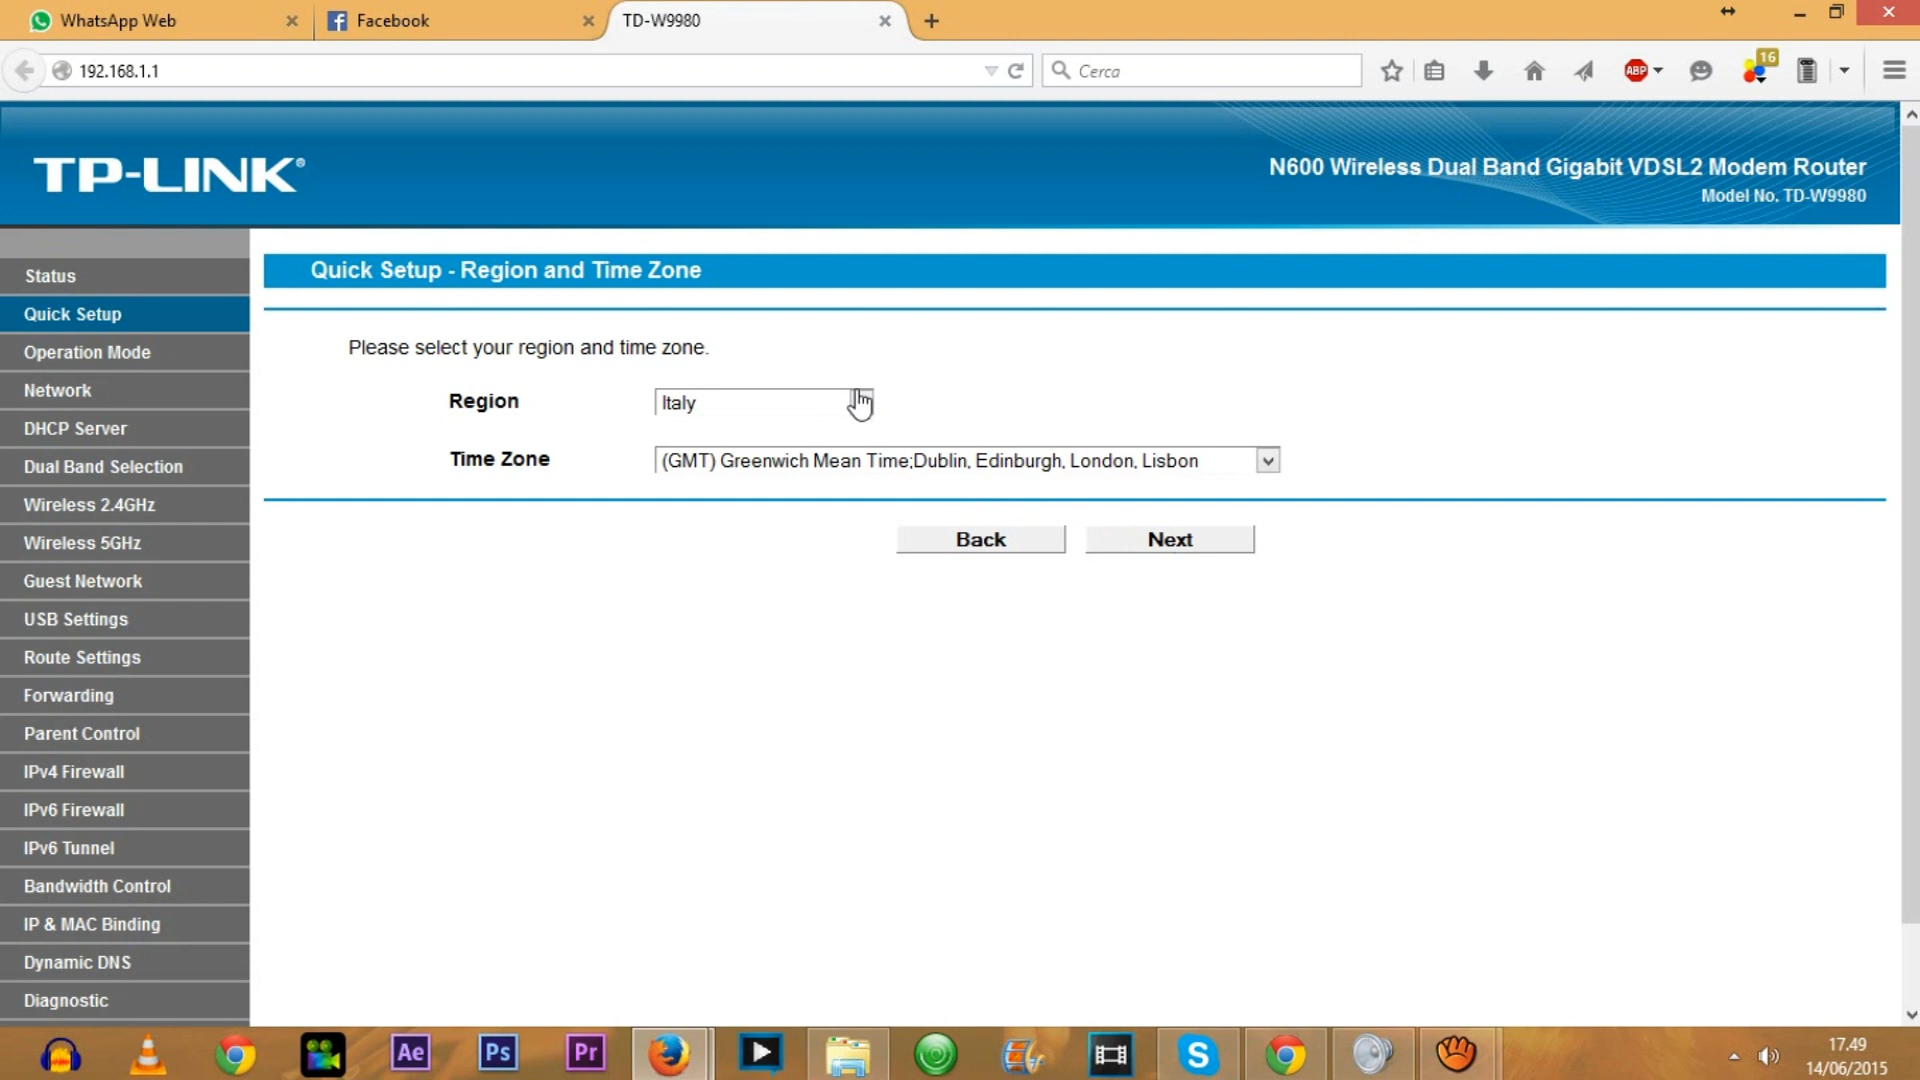 WhatsApp Web
Facebook
TD-W9980
192.168.1.1
Cerca
ABP
16
TP-LINK®
N600 Wireless Dual Band Gigabit VDSL2 Modem Router
Model No. TD-W9980
Status
Quick Setup
Operation Mode
Network
DHCP Server
Dual Band Selection
Wireless 2.4GHz
Wireless 5GHz
Guest Network
USB Settings
Route Settings
Forwarding
Parent Control
IPv4 Firewall
IPv6 Firewall
IPv6 Tunnel
Bandwidth Control
IP & MAC Binding
Dynamic DNS
Diagnostic
Quick Setup - Region and Time Zone
Please select your region and time zone.
Region
Italy
Time Zone
(GMT) Greenwich Mean Time;Dublin, Edinburgh, London, Lisbon
Back
Next
Ae
Ps
Pr
S
17.49
14/06/2015